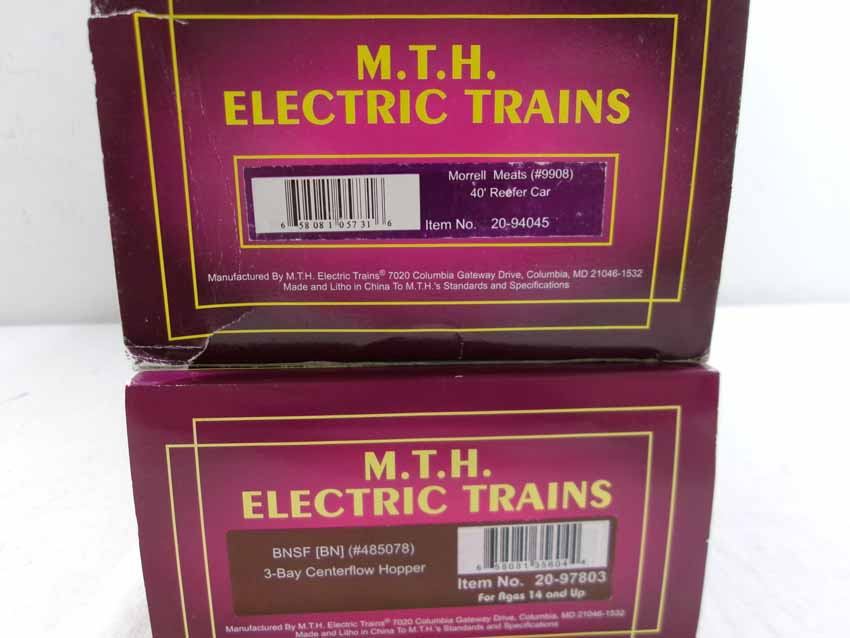 M.T.H.
ELECTRIC TRAINS
Morrell Meats (#9908)
40' Reefer Car
6 58081 05731 6
Item No. 20-94045
Manufactured By M.T.H. Electric Trains® 7020 Columbia Gateway Drive, Columbia, MD 21046-1532
Made and Litho in China To M.T.H.'s Standards and Specifications
M.T.H.
ELECTRIC TRAINS
BNSF [BN] (#485078)
3-Bay Centerflow Hopper
6 58081 35604 4
Item No. 20-97803
For Ages 14 and Up
Manufactured By M.T.H. Electric Trains® 7020 Columbia Gateway Drive, Columbia, MD 21046-1532
Made and Litho in China To M.T.H.'s Standards and Specifications